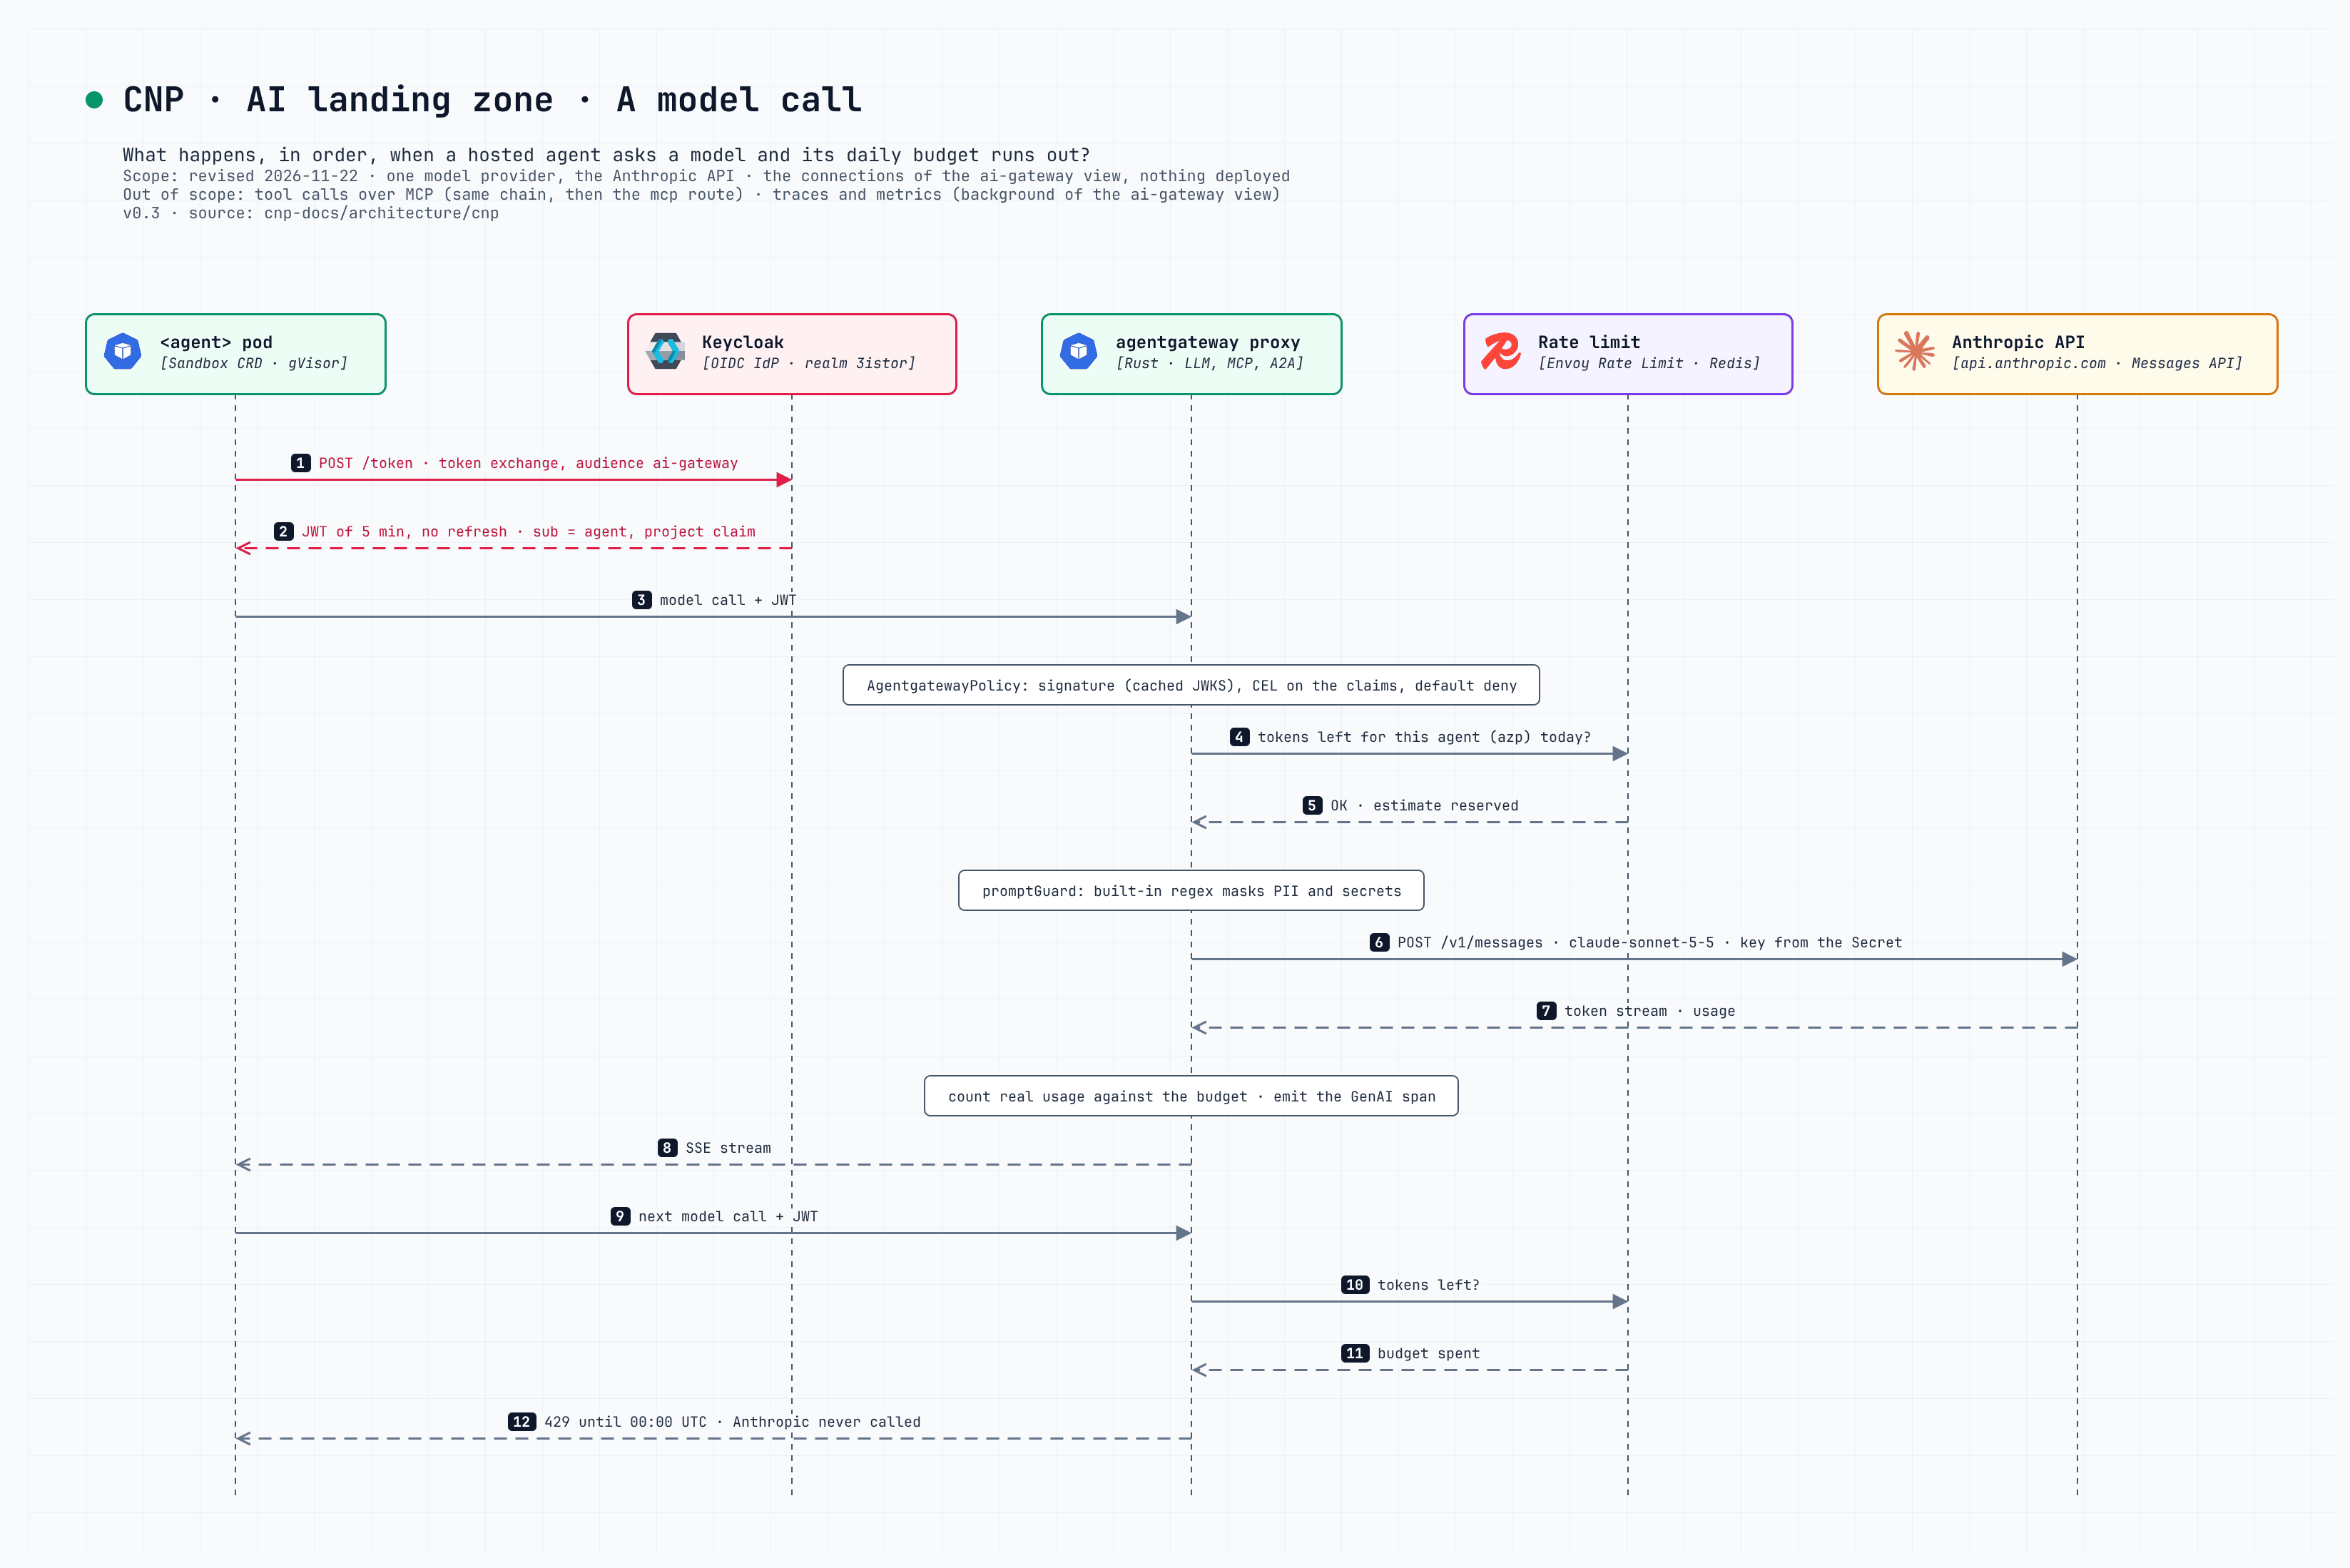 CNP · AI landing zone · A model call
What happens, in order, when a hosted agent asks a model and its daily budget runs out?
Scope: revised 2026-11-22 · one model provider, the Anthropic API · the connections of the ai-gateway view, nothing deployed
Out of scope: tool calls over MCP (same chain, then the mcp route) · traces and metrics (background of the ai-gateway view)
v0.3 · source: cnp-docs/architecture/cnp
<agent> pod
[Sandbox CRD · gVisor]
Keycloak
[OIDC IdP · realm 3istor]
agentgateway proxy
[Rust · LLM, MCP, A2A]
Rate limit
[Envoy Rate Limit · Redis]
Anthropic API
[api.anthropic.com · Messages API]
1 POST /token · token exchange, audience ai-gateway
2 JWT of 5 min, no refresh · sub = agent, project claim
3 model call + JWT
AgentgatewayPolicy: signature (cached JWKS), CEL on the claims, default deny
4 tokens left for this agent (azp) today?
5 OK · estimate reserved
promptGuard: built-in regex masks PII and secrets
6 POST /v1/messages · claude-sonnet-5-5 · key from the Secret
7 token stream · usage
count real usage against the budget · emit the GenAI span
8 SSE stream
9 next model call + JWT
10 tokens left?
11 budget spent
12 429 until 00:00 UTC · Anthropic never called